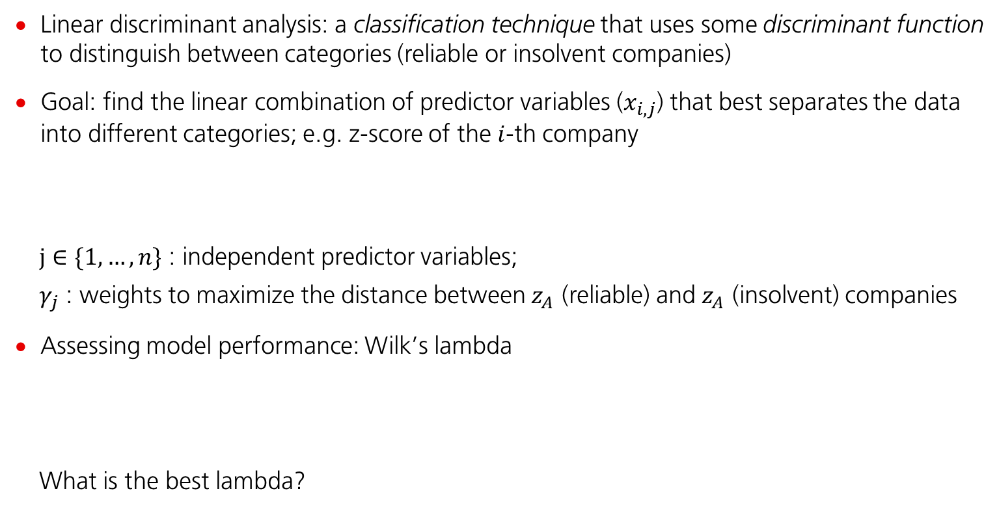 • Linear discriminant analysis: a classification technique that uses some discriminant function
to distinguish between categories (reliable or insolvent companies)
• Goal: find the linear combination of predictor variables (x_{i,j}) that best separates the data
into different categories; e.g. z-score of the i-th company
j ∈ {1, … , n} : independent predictor variables;
γ_j : weights to maximize the distance between z_A (reliable) and z_A (insolvent) companies
• Assessing model performance: Wilk’s lambda
What is the best lambda?